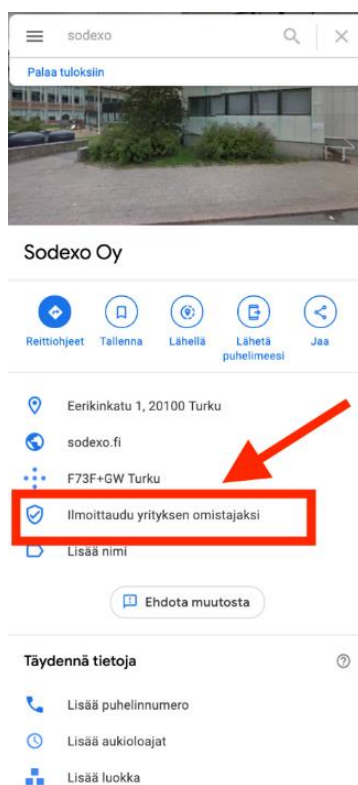 sodexo
Palaa tuloksiin
Sodexo Oy
Reittiohjeet
Tallenna
Lähellä
Lähetä puhelimeesi
Jaa
Eerikinkatu 1, 20100 Turku
sodexo.fi
F73F+GW Turku
Ilmoittaudu yrityksen omistajaksi
Lisää nimi
Ehdota muutosta
Täydennä tietoja
Lisää puhelinnumero
Lisää aukioloajat
Lisää luokka